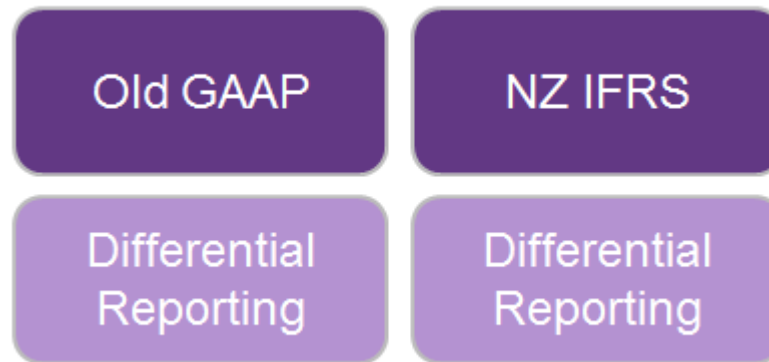 Old GAAP
NZ IFRS
Differential
Reporting
Differential
Reporting